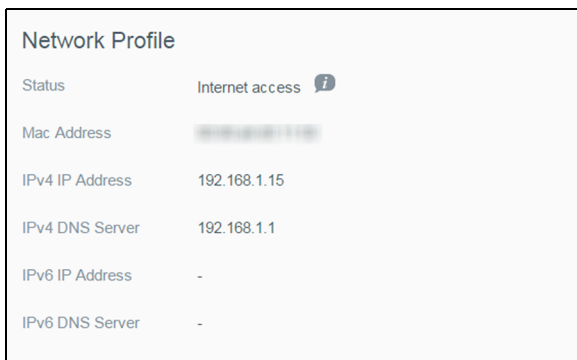 Network Profile
Status Internet access
Mac Address
IPv4 IP Address 192.168.1.15
IPv4 DNS Server 192.168.1.1
IPv6 IP Address -
IPv6 DNS Server -